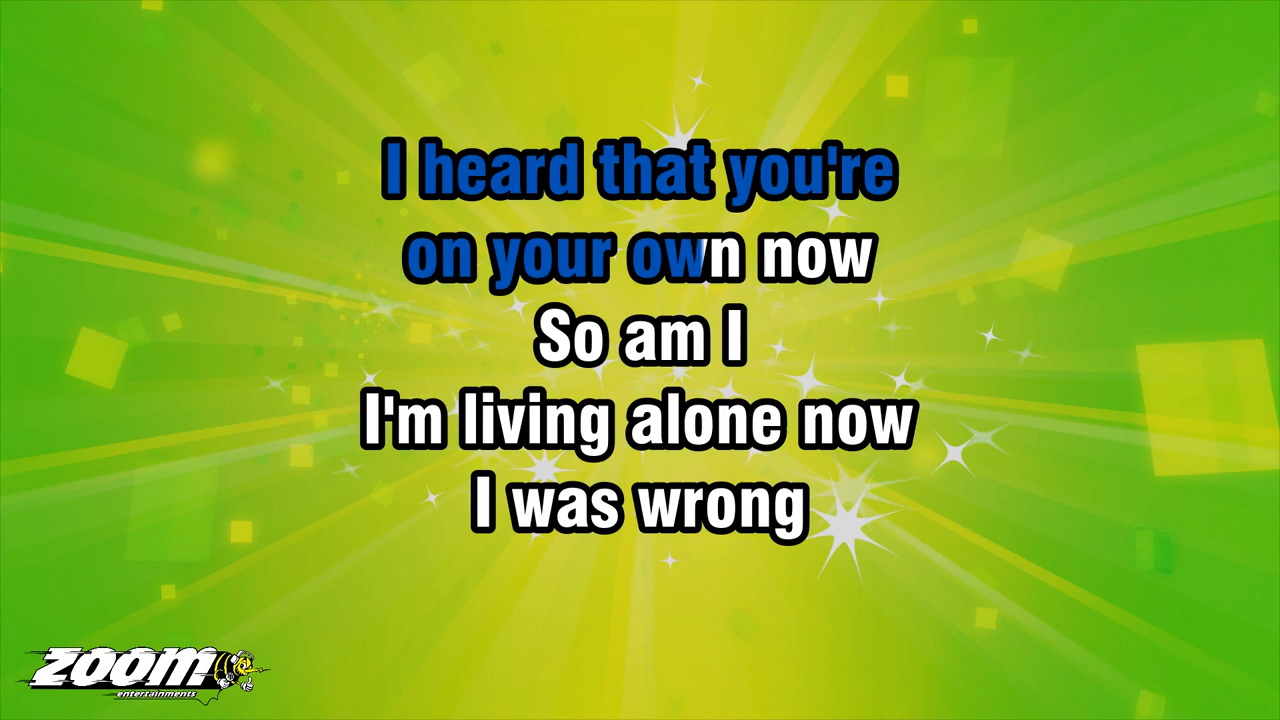 I heard that you're
on your own now
So am I
I'm living alone now
I was wrong
zoom
entertainments